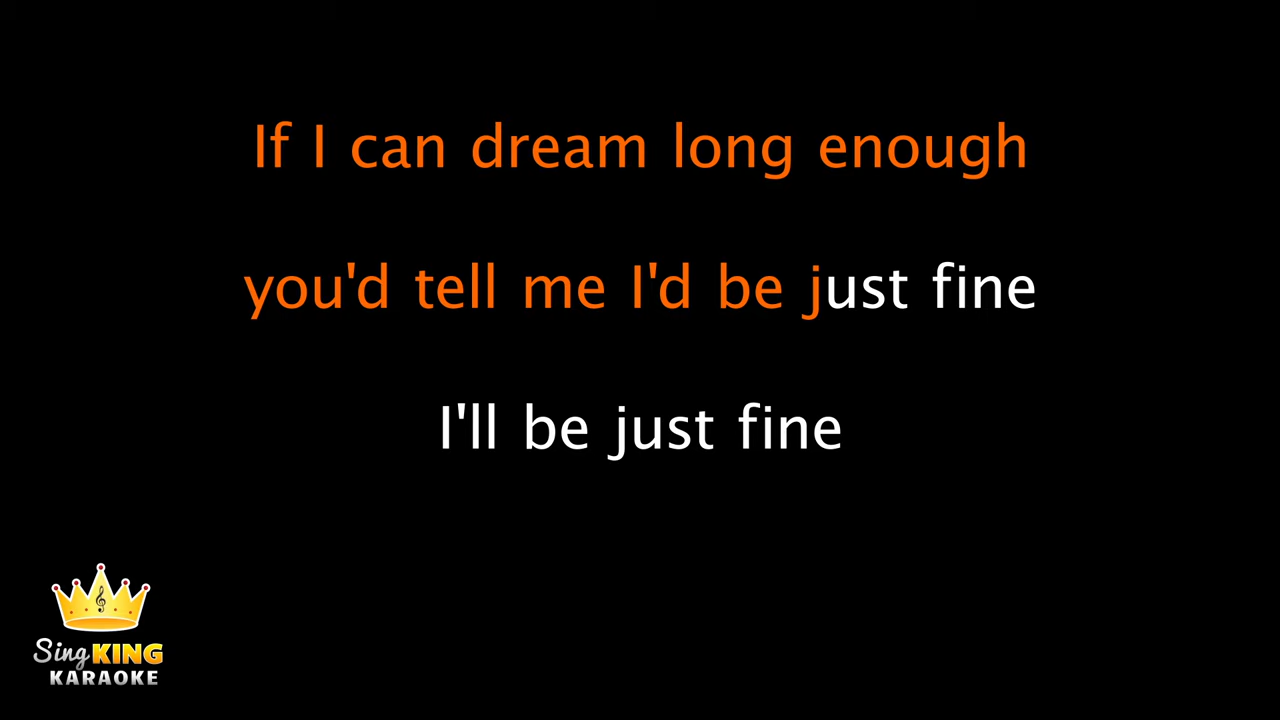 If I can dream long enough
you'd tell me I'd be just fine
I'll be just fine
Sing KING
KARAOKE